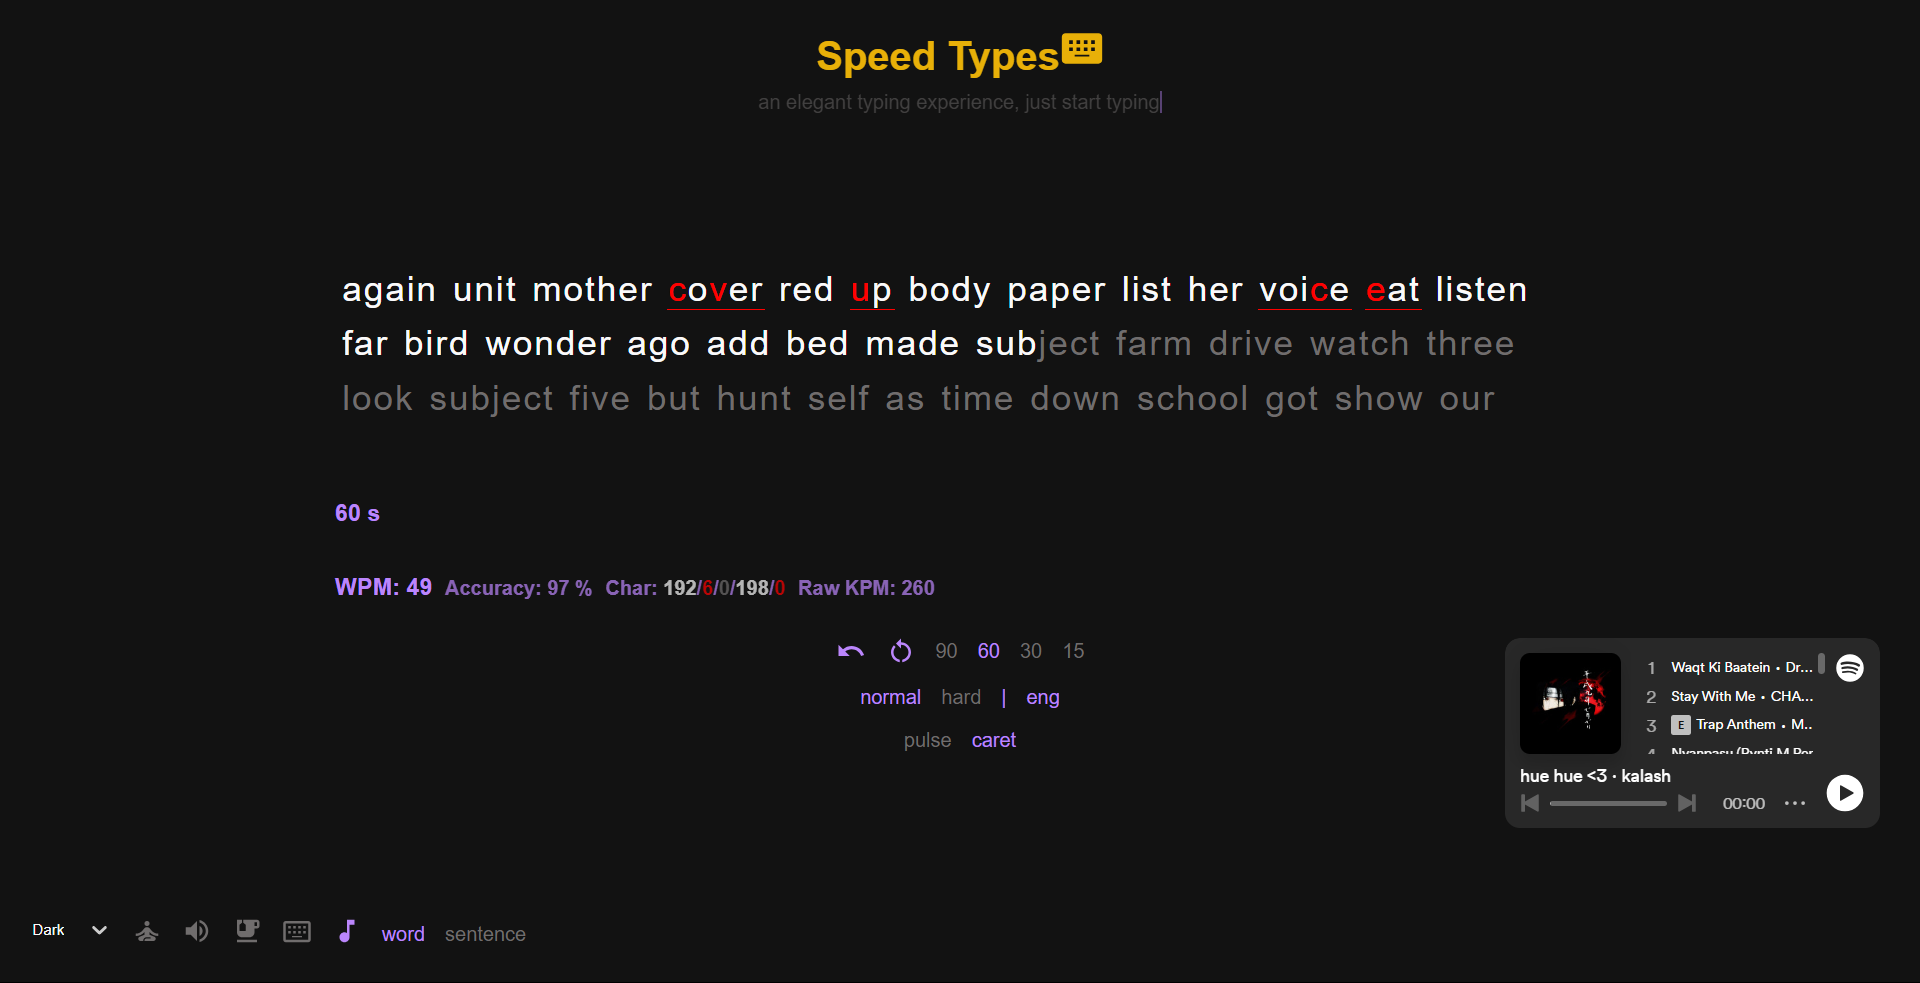 Speed Types
an elegant typing experience, just start typing
again unit mother cover red up body paper list her voice eat listen
far bird wonder ago add bed made subject farm drive watch three
look subject five but hunt self as time down school got show our
60 s
WPM: 49 Accuracy: 97 % Char: 192/6/0/198/0 Raw KPM: 260
90 60 30 15
normal hard | eng
pulse caret
1 Waqt Ki Baatein • Dr...
2 Stay With Me • CHA...
3 E Trap Anthem • M...
4
hue hue <3 · kalash
00:00
Dark word sentence